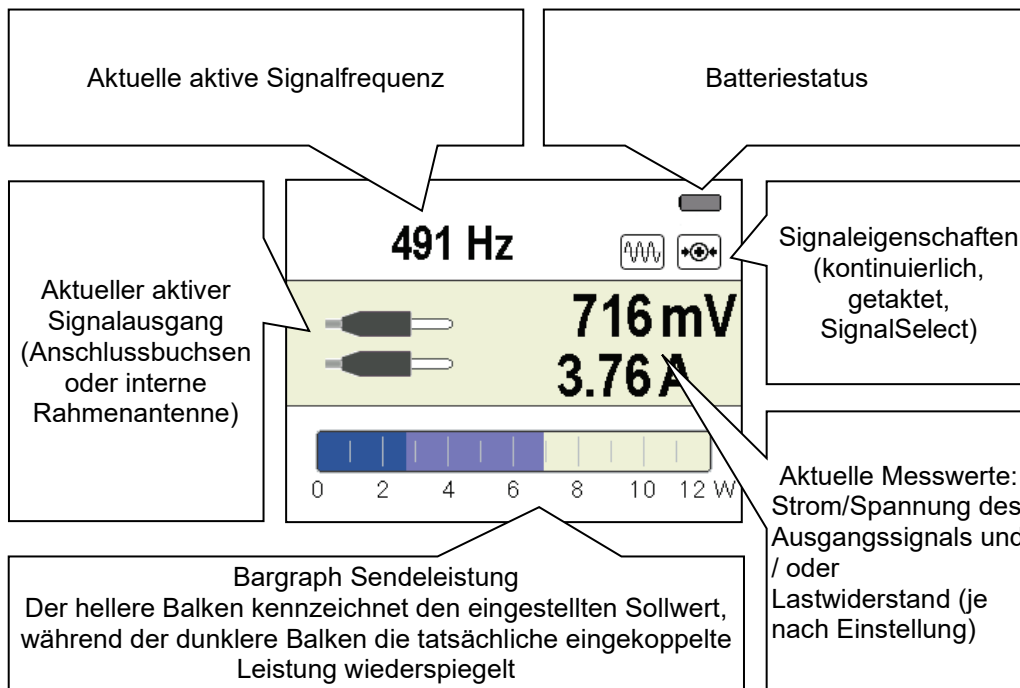 Aktuelle aktive Signalfrequenz
Batteriestatus
491 Hz
Aktueller aktiver
Signalausgang
(Anschlussbuchsen
oder interne
Rahmenantenne)
716 mV
3.76 A
Signaleigenschaften
(kontinuierlich,
getaktet,
SignalSelect)
0 2 4 6 8 10 12 W
Aktuelle Messwerte:
Strom/Spannung des
Ausgangssignals und
/ oder
Lastwiderstand (je
nach Einstellung)
Bargraph Sendeleistung
Der hellere Balken kennzeichnet den eingestellten Sollwert,
während der dunklere Balken die tatsächliche eingekoppelte
Leistung wiederspiegelt